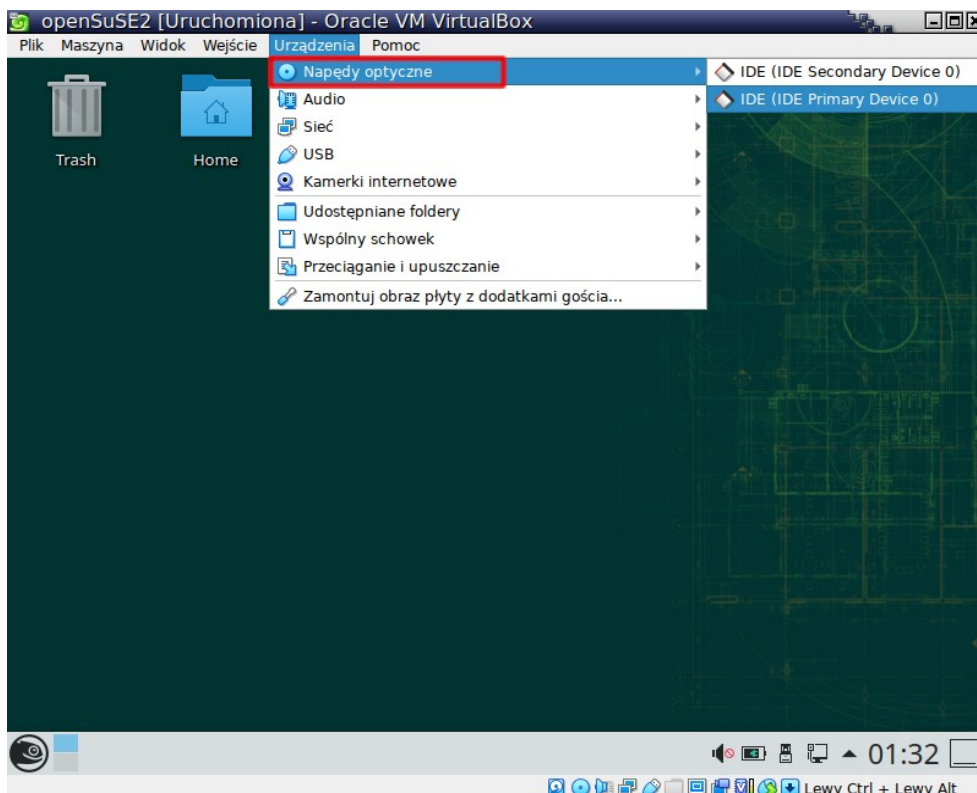 openSuSE2 [Uruchomiona] - Oracle VM VirtualBox
Plik Maszyna Widok Wejście Urządzenia Pomoc
Napędy optyczne
IDE (IDE Secondary Device 0)
Audio
IDE (IDE Primary Device 0)
Sieć
USB
Kamerki internetowe
Udostępniane foldery
Wspólny schowek
Przeciąganie i upuszczanie
Zamontuj obraz płyty z dodatkami gościa...
Trash Home
01:32
Lewy Ctrl + Lewy Alt